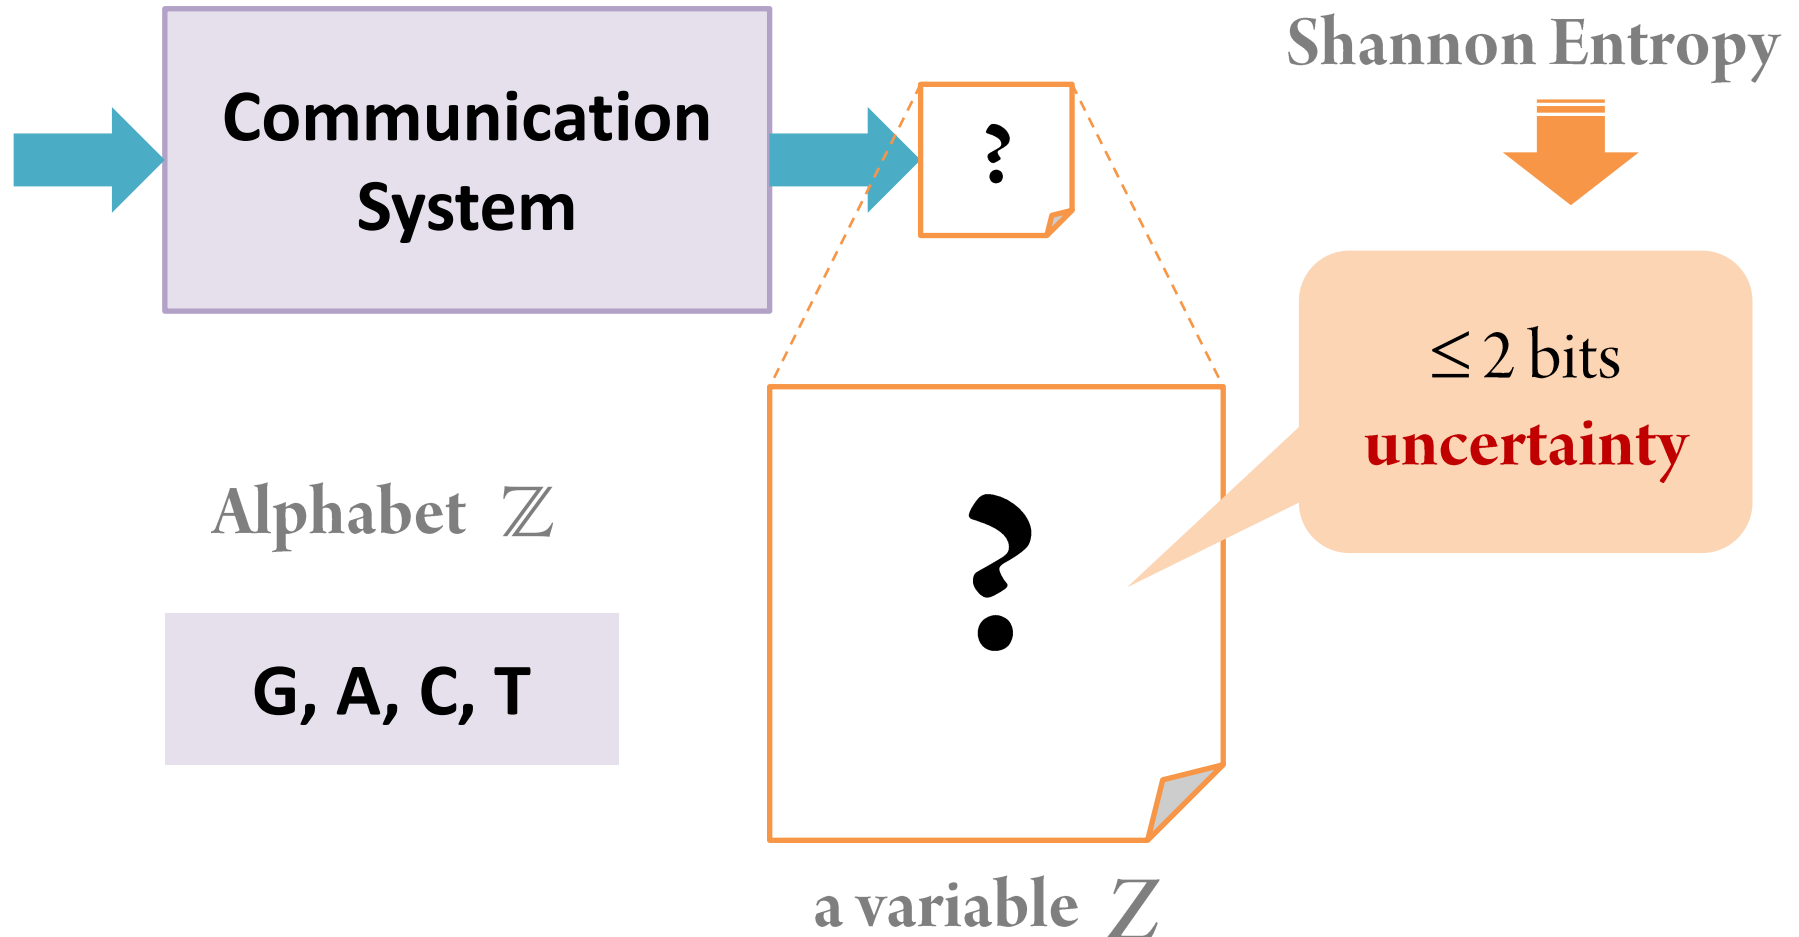 Communication
System
?
Shannon Entropy
≤ 2 bits
uncertainty
Alphabet ℤ
G, A, C, T
?
a variable Z